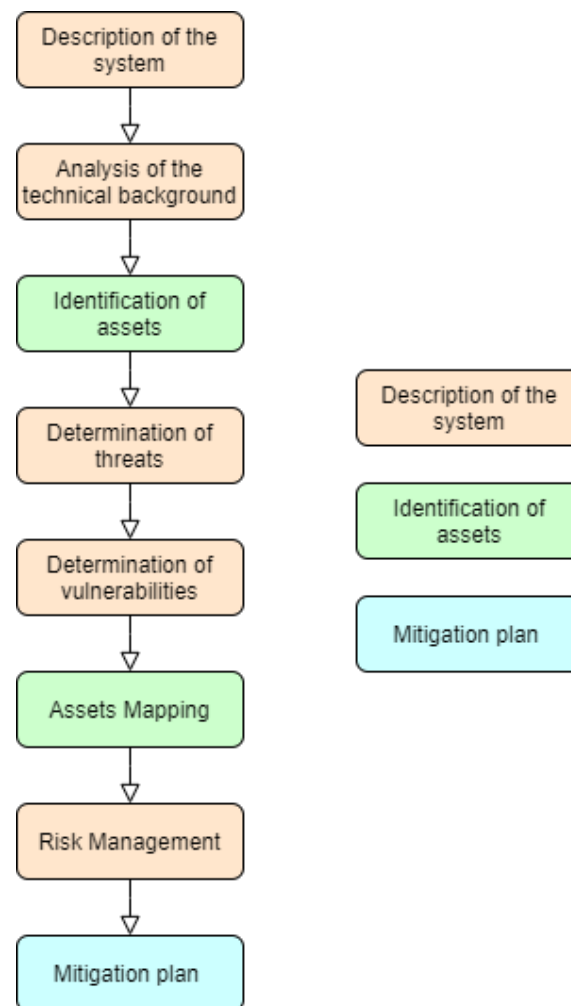 Description of the
system
Analysis of the
technical background
Identification of
assets
Determination of
threats
Determination of
vulnerabilities
Assets Mapping
Risk Management
Mitigation plan
Description of the
system
Identification of
assets
Mitigation plan